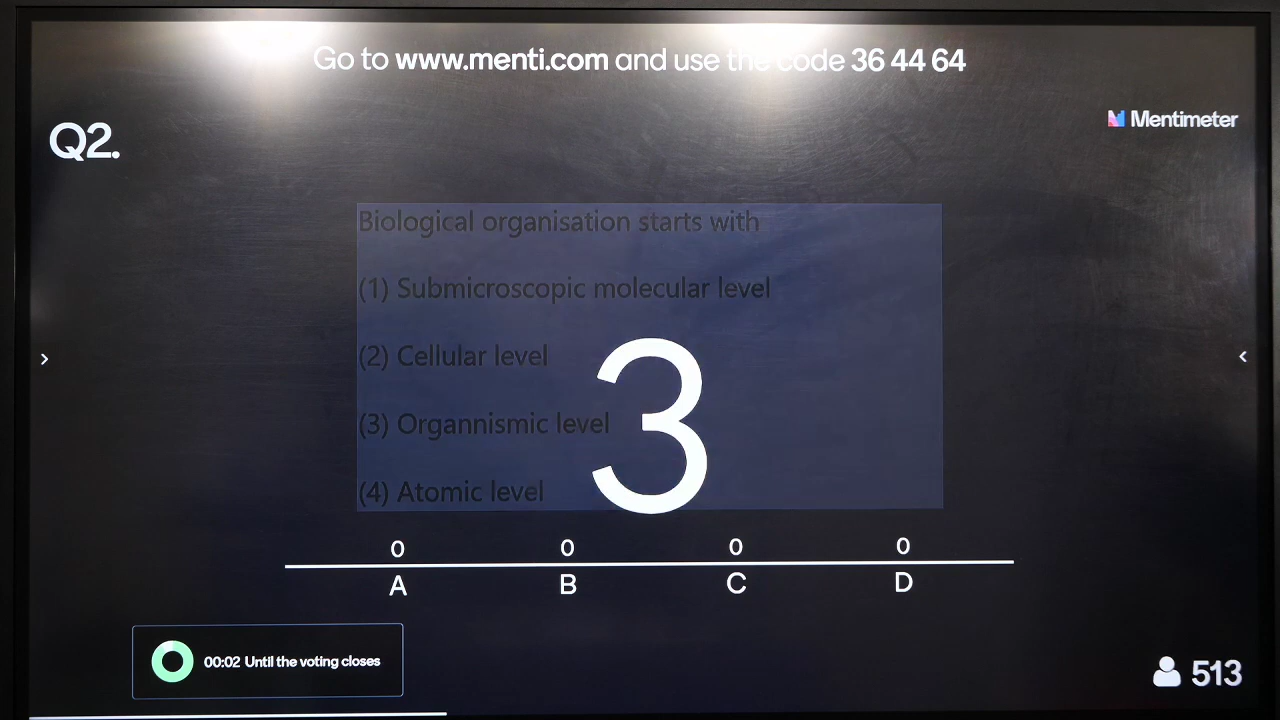 Go to www.menti.com and use the code 36 44 64
Mentimeter
Q2.
Biological organisation starts with
(1) Submicroscopic molecular level
(2) Cellular level
(3) Organnismic level
(4) Atomic level
3
0 0 0 0
A B C D
00:02 Until the voting closes
513